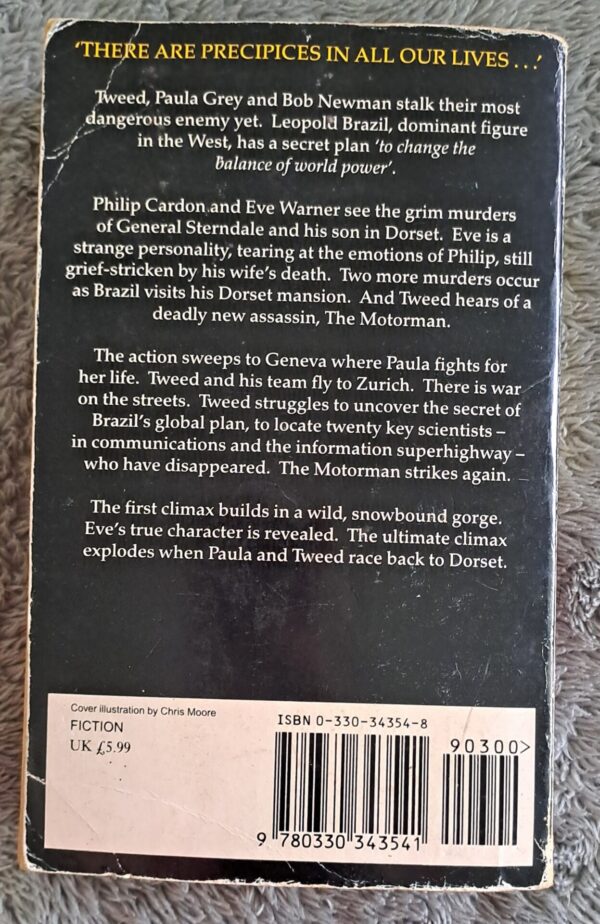 ‘THERE ARE PRECIPICES IN ALL OUR LIVES . . .’
Tweed, Paula Grey and Bob Newman stalk their most
dangerous enemy yet. Leopold Brazil, dominant figure
in the West, has a secret plan ‘to change the
balance of world power’.
Philip Cardon and Eve Warner see the grim murders
of General Sterndale and his son in Dorset. Eve is a
strange personality, tearing at the emotions of Philip, still
grief-stricken by his wife’s death. Two more murders occur
as Brazil visits his Dorset mansion. And Tweed hears of a
deadly new assassin, The Motorman.
The action sweeps to Geneva where Paula fights for
her life. Tweed and his team fly to Zurich. There is war
on the streets. Tweed struggles to uncover the secret of
Brazil’s global plan, to locate twenty key scientists –
in communications and the information superhighway –
who have disappeared. The Motorman strikes again.
The first climax builds in a wild, snowbound gorge.
Eve’s true character is revealed. The ultimate climax
explodes when Paula and Tweed race back to Dorset.
Cover illustration by Chris Moore
FICTION
UK £5.99
ISBN 0-330-34354-8
90300>
9 780330 343541